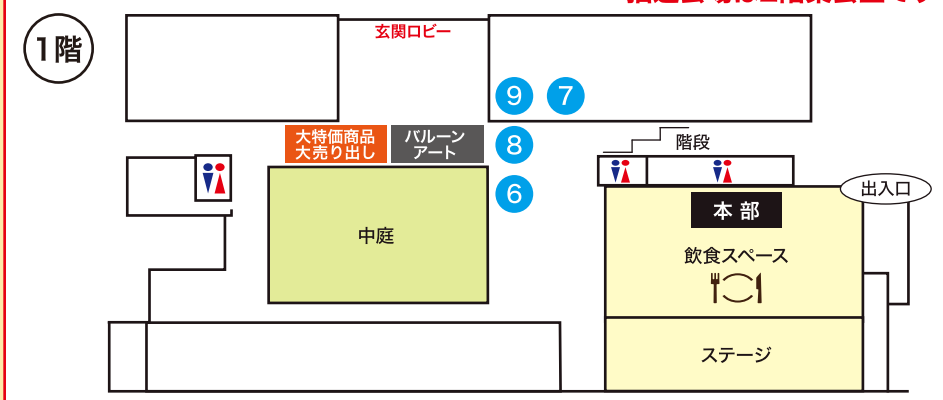 1階
玄関ロビー
9
7
大特価商品
大売り出し
バルーン
アート
8
階段
6
出入口
本部
中庭
飲食スペース
ステージ